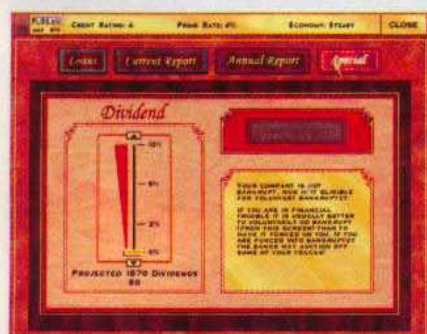 CREDIT RATING: A PRIME RATE: 4% ECONOMY: STEADY CLOSE
Loans Current Report Annual Report Special
Dividend
10%
5%
2%
0%
PROJECTED 1870 DIVIDENDS
$0
YOUR COMPANY IS NOT
BANKRUPT, NOR IS IT ELIGIBLE
FOR VOLUNTARY BANKRUPTCY.
IF YOU ARE IN FINANCIAL
TROUBLE IT IS USUALLY BETTER
TO VOLUNTARILY GO BANKRUPT
(FROM THIS SCREEN) THAN TO
HAVE IT FORCED ON YOU. IF YOU
ARE FORCED INTO BANKRUPTCY
THE BANKS MAY AUCTION OFF
SOME OF YOUR TRACKS!